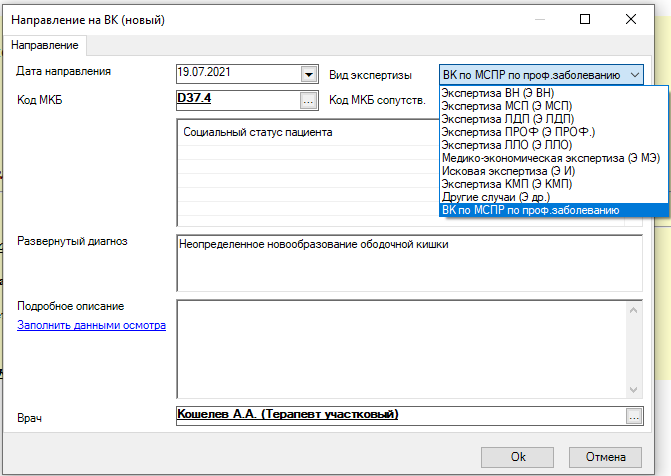 Направление на ВК (новый)
Направление
Дата направления 19.07.2021 Вид экспертизы ВК по МСПР по проф.заболеванию
Код МКБ D37.4 ... Код МКБ сопутств.
Экспертиза ВН (Э ВН)
Экспертиза МСП (Э МСП)
Экспертиза ЛДП (Э ЛДП)
Экспертиза ПРОФ (Э ПРОФ.)
Экспертиза ЛЛО (Э ЛЛО)
Медико-экономическая экспертиза (Э МЭ)
Исковая экспертиза (Э И)
Экспертиза КМП (Э КМП)
Другие случаи (Э др.)
ВК по МСПР по проф.заболеванию
Социальный статус пациента
Развернутый диагноз Неопределенное новообразование ободочной кишки
Подробное описание
Заполнить данными осмотра
Врач Кошелев А.А. (Терапевт участковый) ...
Ok Отмена